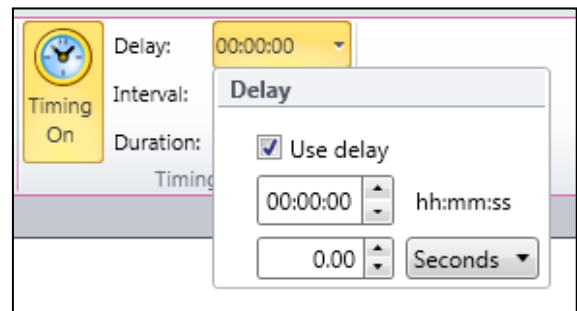 Delay: 00:00:00
Timing On
Interval:
Duration:
Delay
Use delay
00:00:00 hh:mm:ss
0.00 Seconds